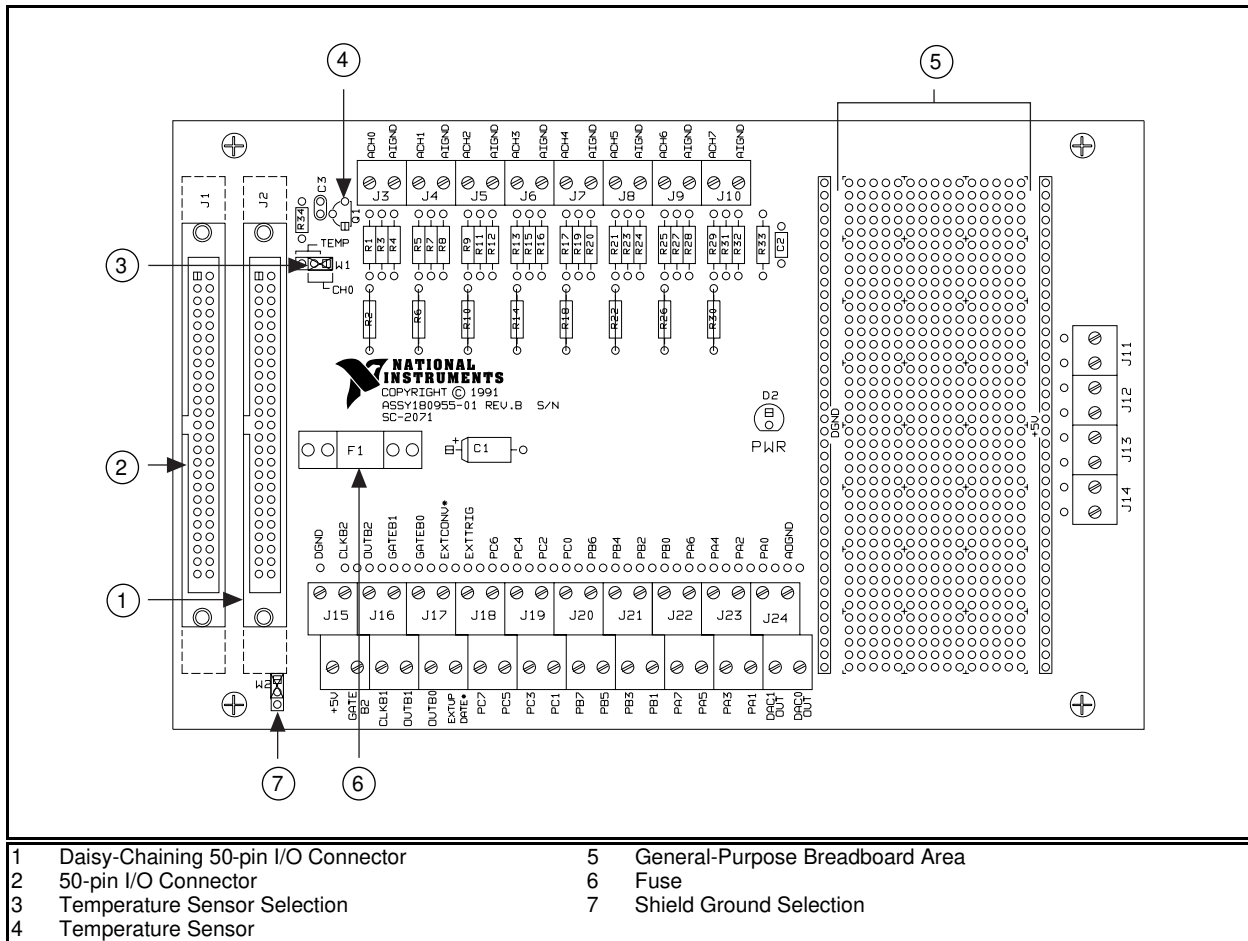 4
5
ACH0
AIGND
ACH1
AIGND
ACH2
AIGND
ACH3
AIGND
ACH4
AIGND
ACH5
AIGND
ACH6
AIGND
ACH7
AIGND
J1
J2
C3
R34
Q1
J3
J4
J5
J6
J7
J8
J9
J10
TEMP
3
W1
CH0
R1
R3
R4
R5
R7
R8
R9
R11
R12
R13
R15
R16
R17
R19
R20
R21
R23
R24
R25
R27
R28
R29
R31
R32
R33
C2
R2
R6
R10
R14
R18
R22
R26
R30
NATIONAL
INSTRUMENTS
COPYRIGHT © 1991
ASSY180955-01 REV.B S/N
SC-2071
D2
PWR
DGND
+5V
J11
J12
J13
J14
2
F1
+
C1
DGND
CLKB2
OUTB2
GATEB1
GATEB0
EXTCONV*
EXTTRIG
PC6
PC4
PC2
PC0
PB6
PB4
PB2
PB0
PA6
PA4
PA2
PA0
AOGND
1
J15
J16
J17
J18
J19
J20
J21
J22
J23
J24
W2
+5V
GATE
B2
CLKB1
OUTB1
OUTB0
EXTUP
DATE*
PC7
PC5
PC3
PC1
PB7
PB5
PB3
PB1
PA7
PA5
PA3
PA1
DAC1
OUT
DAC0
OUT
7
6
1 Daisy-Chaining 50-pin I/O Connector
2 50-pin I/O Connector
3 Temperature Sensor Selection
4 Temperature Sensor
5 General-Purpose Breadboard Area
6 Fuse
7 Shield Ground Selection